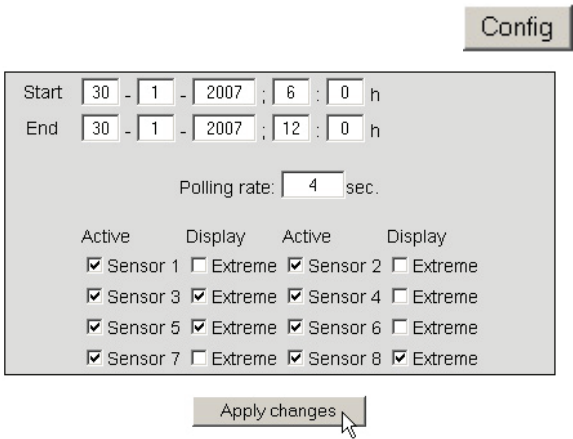 Config
Start 30 - 1 - 2007 ; 6 : 0 h
End 30 - 1 - 2007 ; 12 : 0 h
Polling rate: 4 sec.
Active Display Active Display
Sensor 1 Extreme Sensor 2 Extreme
Sensor 3 Extreme Sensor 4 Extreme
Sensor 5 Extreme Sensor 6 Extreme
Sensor 7 Extreme Sensor 8 Extreme
Apply changes